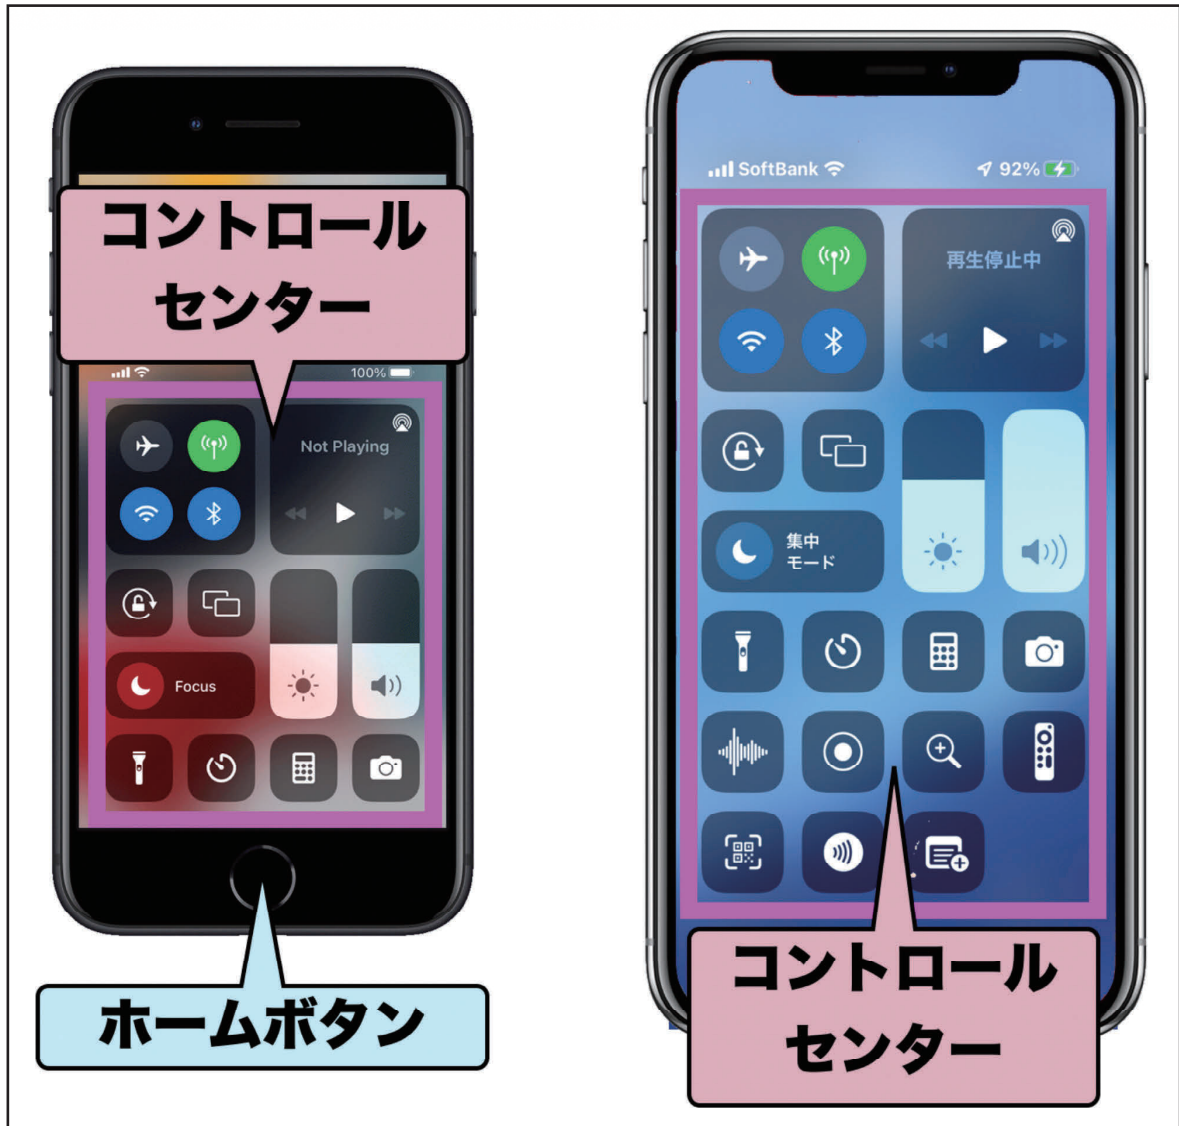 コントロール
センター
100%
Not Playing
Focus
ホームボタン
SoftBank
92%
再生停止中
集中
モード
コントロール
センター